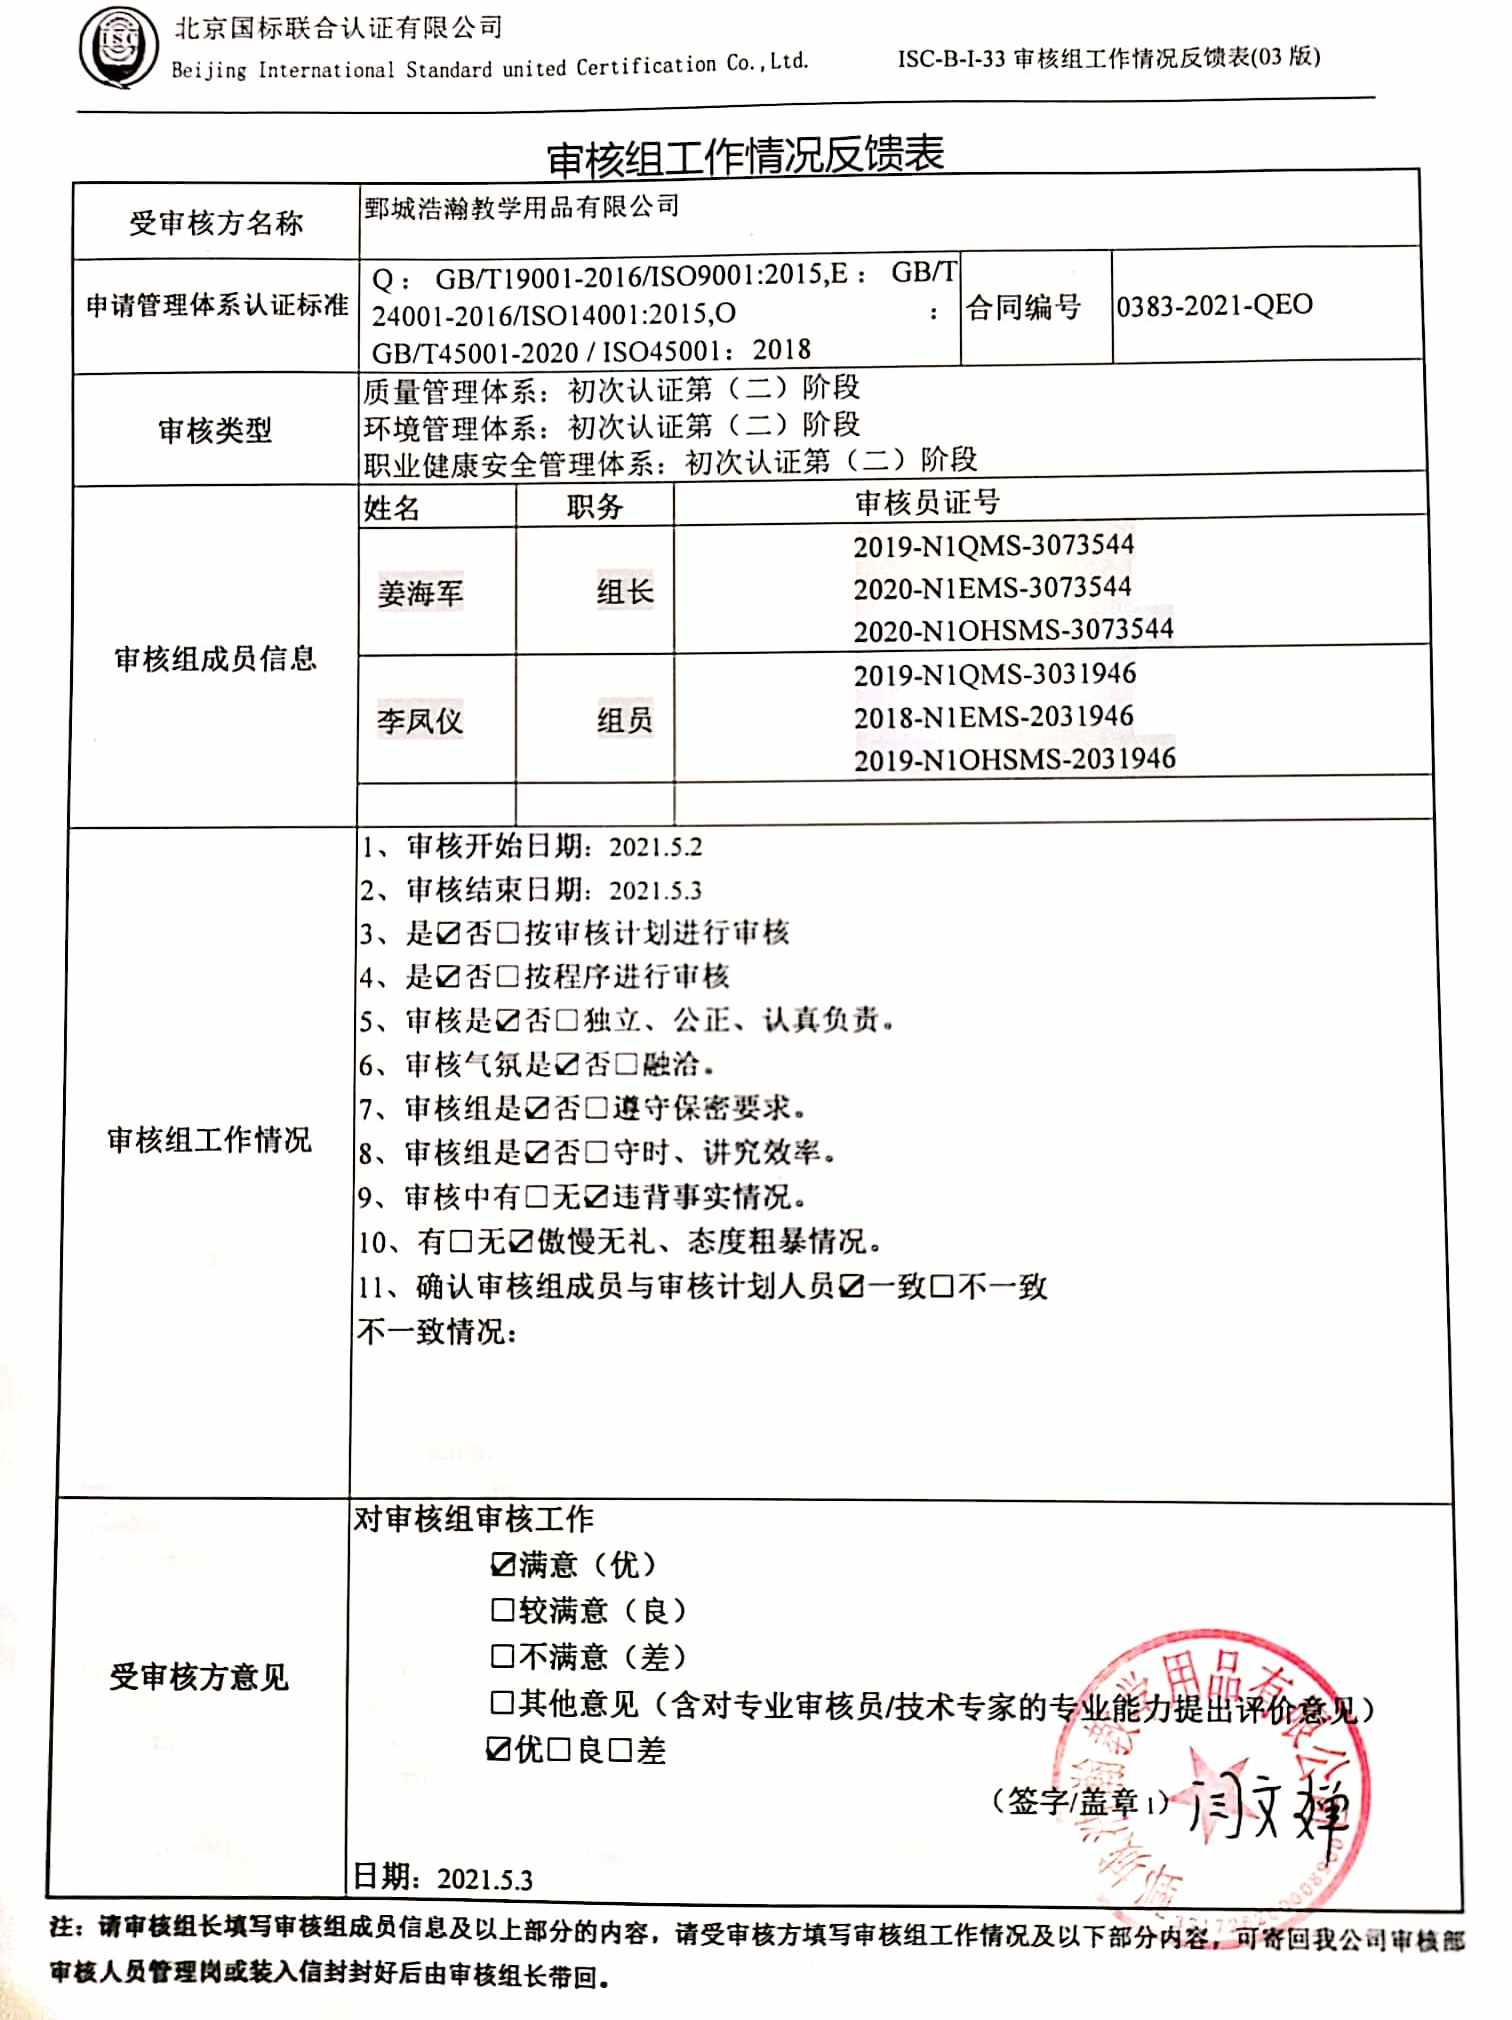 北京国标联合认证有限公司
Beijing International Standard united Certification Co.,Ltd.
ISC-B-I-33 审核组工作情况反馈表(03 版)
ISC
审核组工作情况反馈表
受审核方名称
鄄城浩瀚教学用品有限公司
申请管理体系认证标准
Q： GB/T19001-2016/ISO9001:2015,E： GB/T
24001-2016/ISO14001:2015,O ：
GB/T45001-2020 / ISO45001：2018
合同编号
0383-2021-QEO
审核类型
质量管理体系：初次认证第（二）阶段
环境管理体系：初次认证第（二）阶段
职业健康安全管理体系：初次认证第（二）阶段
审核组成员信息
姓名 职务 审核员证号
姜海军 组长
2019-N1QMS-3073544
2020-N1EMS-3073544
2020-N1OHSMS-3073544
李凤仪 组员
2019-N1QMS-3031946
2018-N1EMS-2031946
2019-N1OHSMS-2031946
审核组工作情况
1、审核开始日期：2021.5.2
2、审核结束日期：2021.5.3
3、是☑否□按审核计划进行审核
4、是☑否□按程序进行审核
5、审核是☑否□独立、公正、认真负责。
6、审核气氛是☑否□融洽。
7、审核组是☑否□遵守保密要求。
8、审核组是☑否□守时、讲究效率。
9、审核中有□无☑违背事实情况。
10、有□无☑傲慢无礼、态度粗暴情况。
11、确认审核组成员与审核计划人员☑一致□不一致
不一致情况：
受审核方意见
对审核组审核工作
☑满意（优）
□较满意（良）
□不满意（差）
□其他意见（含对专业审核员/技术专家的专业能力提出评价意见）
☑优□良□差
（签字/盖章）
日期：2021.5.3
鄄城浩瀚教学用品有限公司
注：请审核组长填写审核组成员信息及以上部分的内容，请受审核方填写审核组工作情况及以下部分内容，可寄回我公司审核部
审核人员管理岗或装入信封封好后由审核组长带回。